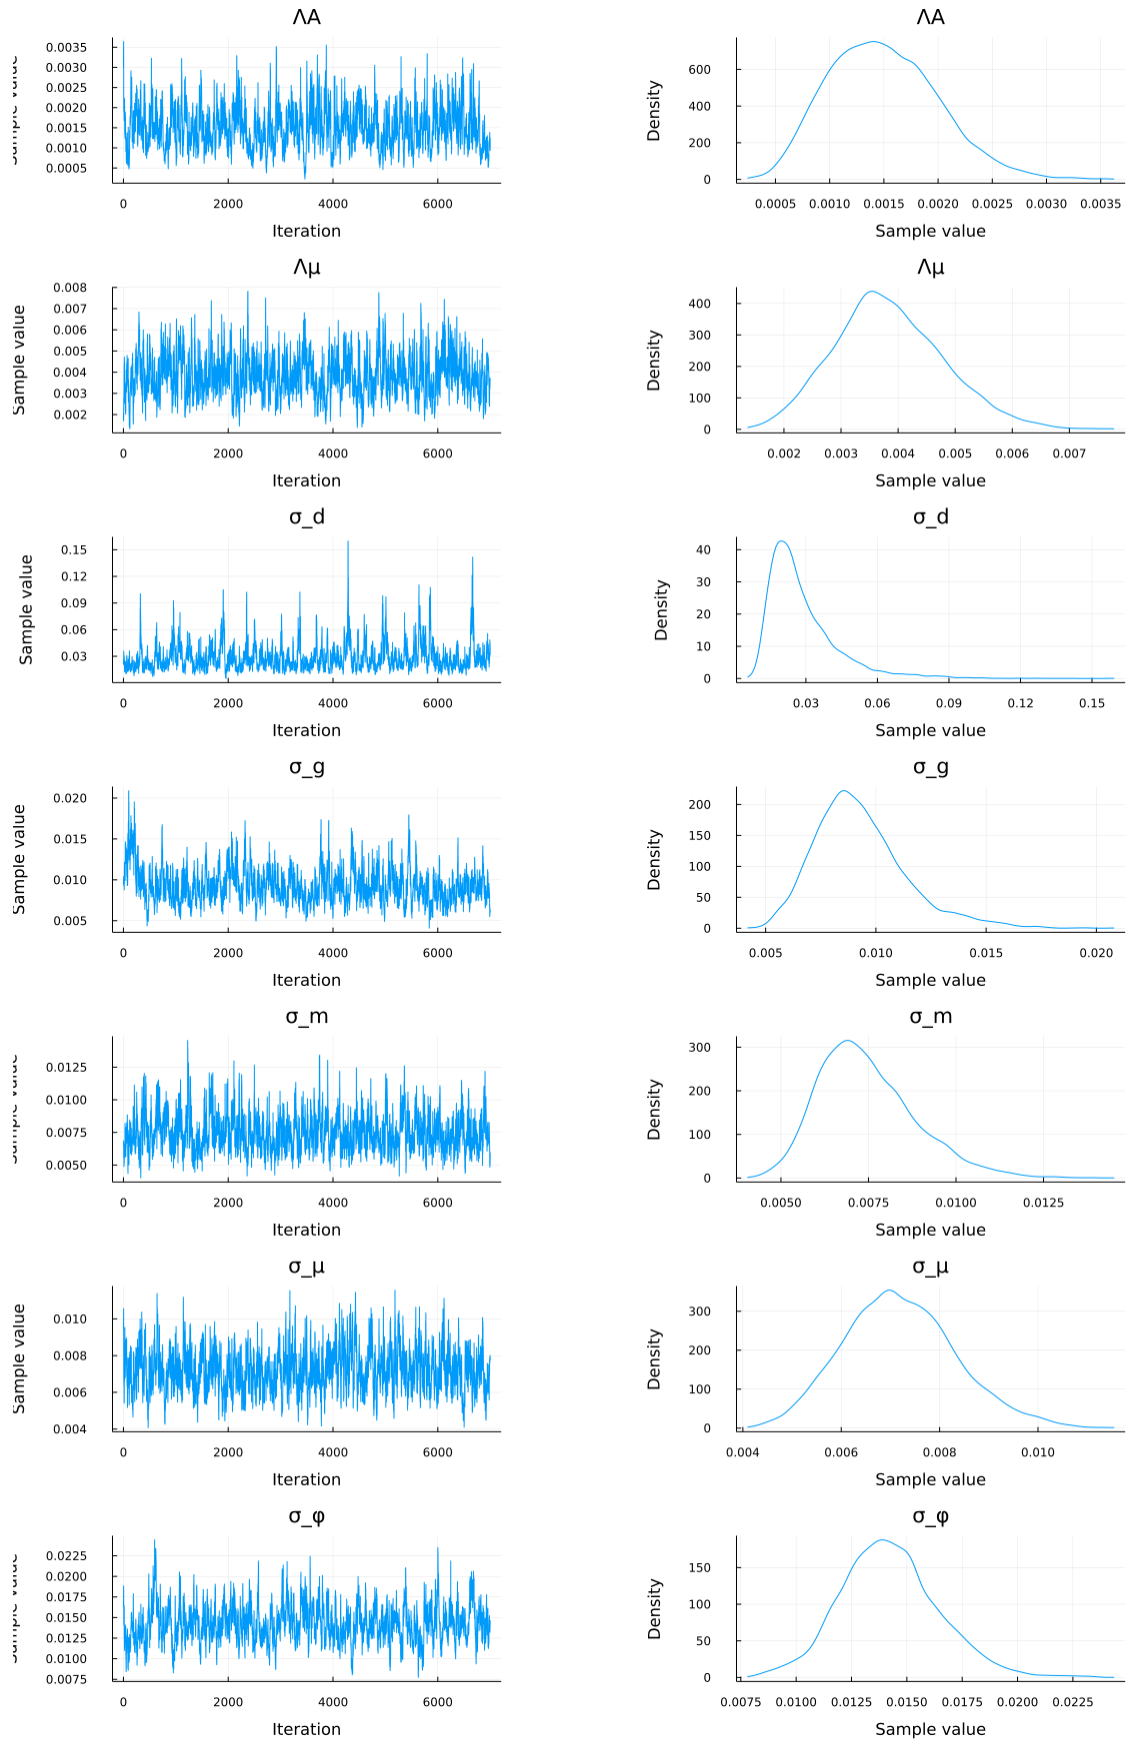 ΛA
ΛA
0.0035
0.0030
0.0025
0.0020
0.0015
0.0010
0.0005
0 2000 4000 6000
Iteration
Density
600
400
200
0
0.0005 0.0010 0.0015 0.0020 0.0025 0.0030 0.0035
Sample value
Λμ
Λμ
Sample value
0.008
0.007
0.006
0.005
0.004
0.003
0.002
0 2000 4000 6000
Iteration
Density
400
300
200
100
0
0.002 0.003 0.004 0.005 0.006 0.007
Sample value
σ_d
σ_d
Sample value
0.15
0.12
0.09
0.06
0.03
0 2000 4000 6000
Iteration
Density
40
30
20
10
0
0.03 0.06 0.09 0.12 0.15
Sample value
σ_g
σ_g
Sample value
0.020
0.015
0.010
0.005
0 2000 4000 6000
Iteration
Density
200
150
100
50
0
0.005 0.010 0.015 0.020
Sample value
σ_m
σ_m
0.0125
0.0100
0.0075
0.0050
0 2000 4000 6000
Iteration
Density
300
200
100
0
0.0050 0.0075 0.0100 0.0125
Sample value
σ_μ
σ_μ
Sample value
0.010
0.008
0.006
0.004
0 2000 4000 6000
Iteration
Density
300
200
100
0
0.004 0.006 0.008 0.010
Sample value
σ_φ
σ_φ
0.0225
0.0200
0.0175
0.0150
0.0125
0.0100
0.0075
0 2000 4000 6000
Iteration
Density
150
100
50
0
0.0075 0.0100 0.0125 0.0150 0.0175 0.0200 0.0225
Sample value